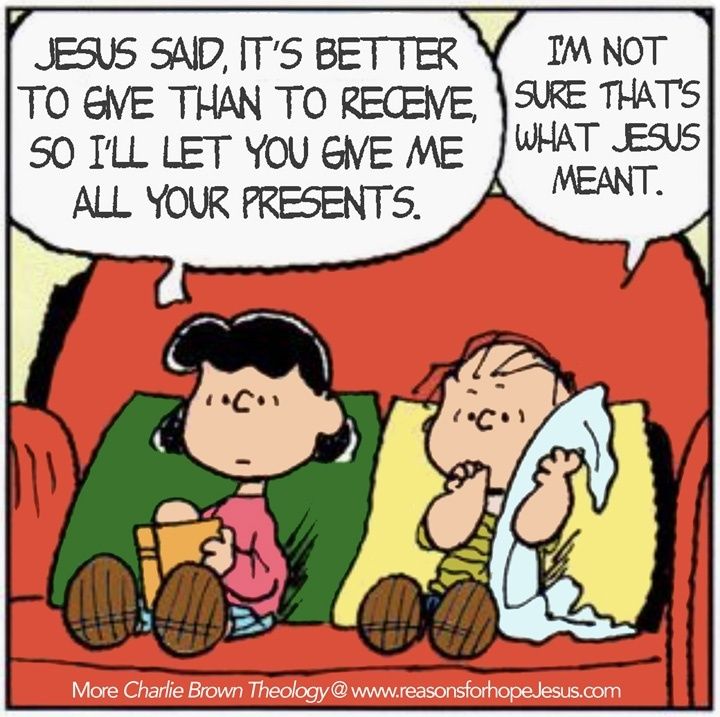 JESUS SAID, IT'S BETTER
TO GIVE THAN TO RECEIVE,
SO I'LL LET YOU GIVE ME
ALL YOUR PRESENTS.
I'M NOT
SURE THAT'S
WHAT JESUS
MEANT.
More Charlie Brown Theology @ www.reasonsforhopeJesus.com